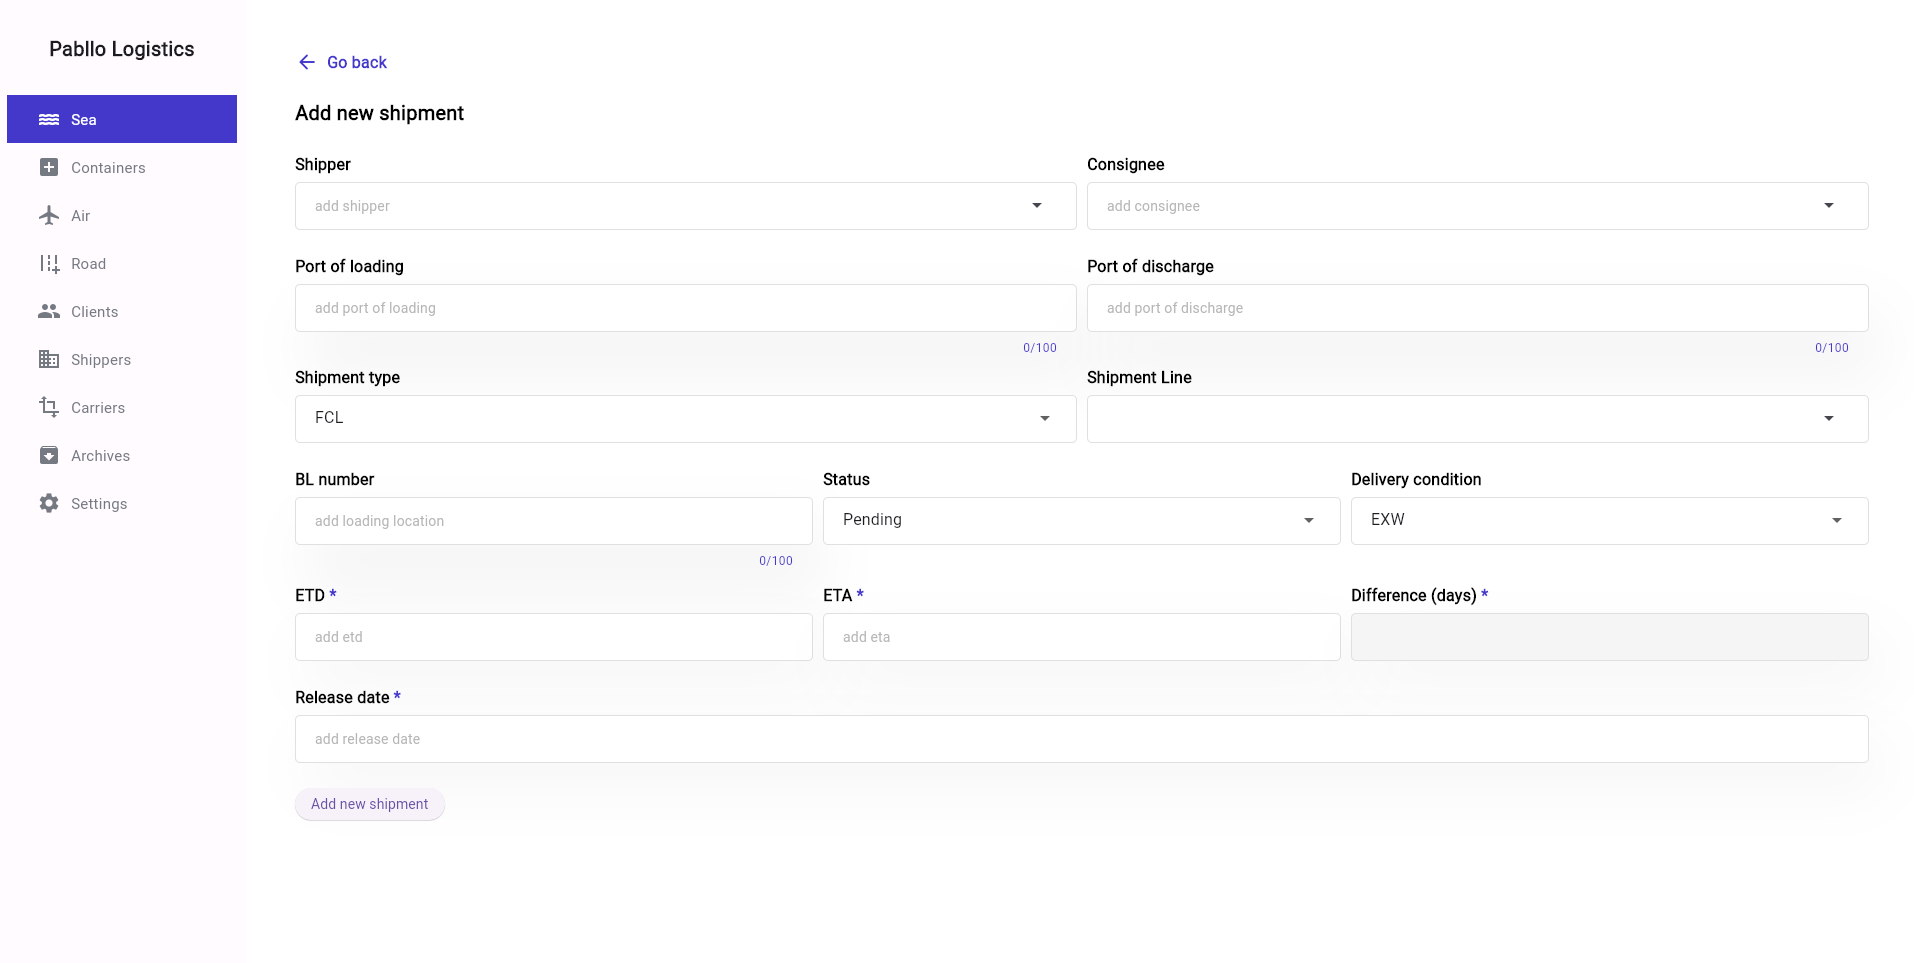 Pabllo Logistics
Sea
Containers
Air
Road
Clients
Shippers
Carriers
Archives
Settings
Go back
Add new shipment
Shipper
add shipper
Consignee
add consignee
Port of loading
add port of loading
0/100
Port of discharge
add port of discharge
0/100
Shipment type
FCL
Shipment Line
BL number
add loading location
0/100
Status
Pending
Delivery condition
EXW
ETD *
add etd
ETA *
add eta
Difference (days) *
Release date *
add release date
Add new shipment